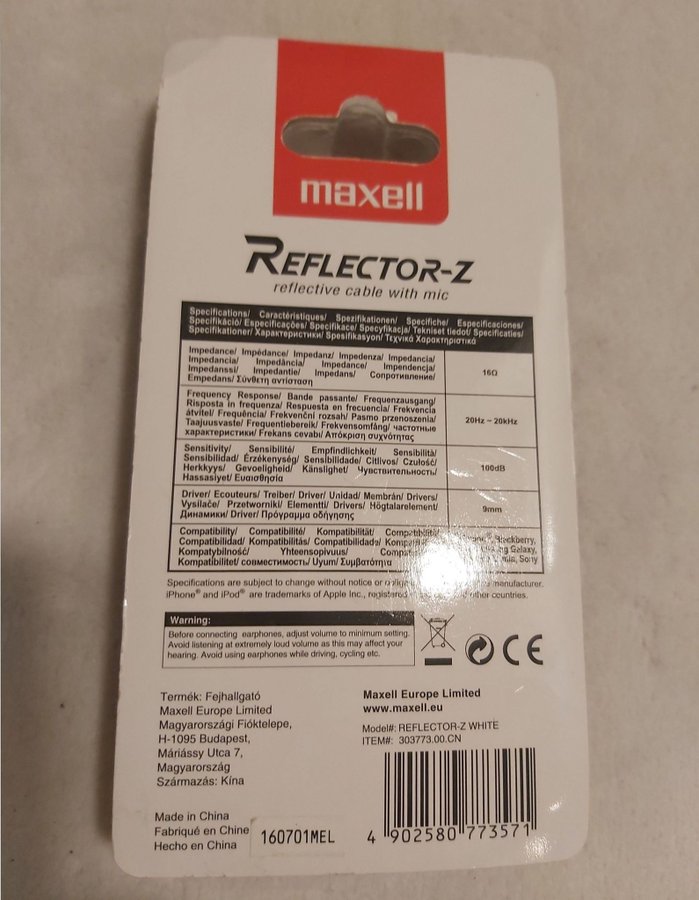 maxell
REFLECTOR-Z
reflective cable with mic
Specifications/ Caractéristiques/ Spezifikationen/ Specifiche/ Especificaciones/
Specifikáció/ Especificações/ Specifikace/ Specyfikacja/ Tekniset tiedot/ Specificaties/
Specifikationer/ Характеристики/ Spesifikasyon/ Τεχνικά Χαρακτηριστικά
Impedance/ Impédance/ Impedanz/ Impedenza/ Impedancia/
Impedancia/ Impedância/ Impedance/ Impendencja/
Impedanssi/ Impedantie/ Impedans/ Сопротивление/
Empedans/ Σύνθετη αντίσταση
16Ω
Frequency Response/ Bande passante/ Frequenzausgang/
Risposta in frequenza/ Respuesta en frecuencia/ Frekvencia
átvitel/ Frequência/ Frekvenční rozsah/ Pasmo przenoszenia/
Taajuusvaste/ Frequentiebereik/ Frekvensomfång/ частотные
характеристики/ Frekans cevabı/ Απόκριση συχνότητας
20Hz ~ 20kHz
Sensitivity/ Sensibilité/ Empfindlichkeit/ Sensibilità/
Sensibilidad/ Érzékenység/ Sensibilidade/ Citlivos/ Czułość/
Herkkyys/ Gevoeligheid/ Känslighet/ Чувствительность/
Hassasiyet/ Ευαισθησία
100dB
Driver/ Ecouteurs/ Treiber/ Driver/ Unidad/ Membrán/ Drivers/
Vysílače/ Przetworniki/ Elementti/ Drivers/ Högtalarelement/
Динамики/ Driver/ Πρόγραμμα οδήγησης
9mm
Compatibility/ Compatibilité/ Kompatibilität/
Compatibilidad/ Kompatibilitás/ Compatibilidade/
Kompatybilność/ Yhteensopivuus/
Kompatibilitet/ совместимость/ Uyum/ Συμβατότητα
Blackberry,
Galaxy,
Sony
Specifications are subject to change without notice or manufacturer.
iPhone® and iPod® are trademarks of Apple Inc., registered other countries.
Warning:
Before connecting earphones, adjust volume to minimum setting.
Avoid listening at extremely loud volume as this may affect your
hearing. Avoid using earphones while driving, cycling etc.
CE
Termék: Fejhallgató
Maxell Europe Limited
Magyarországi Fióktelepe,
H-1095 Budapest,
Máriássy Utca 7,
Magyarország
Származás: Kína
Maxell Europe Limited
www.maxell.eu
Model#: REFLECTOR-Z WHITE
ITEM#: 303773.00.CN
Made in China
Fabriqué en Chine
Hecho en China
160701MEL
4 902580 773571